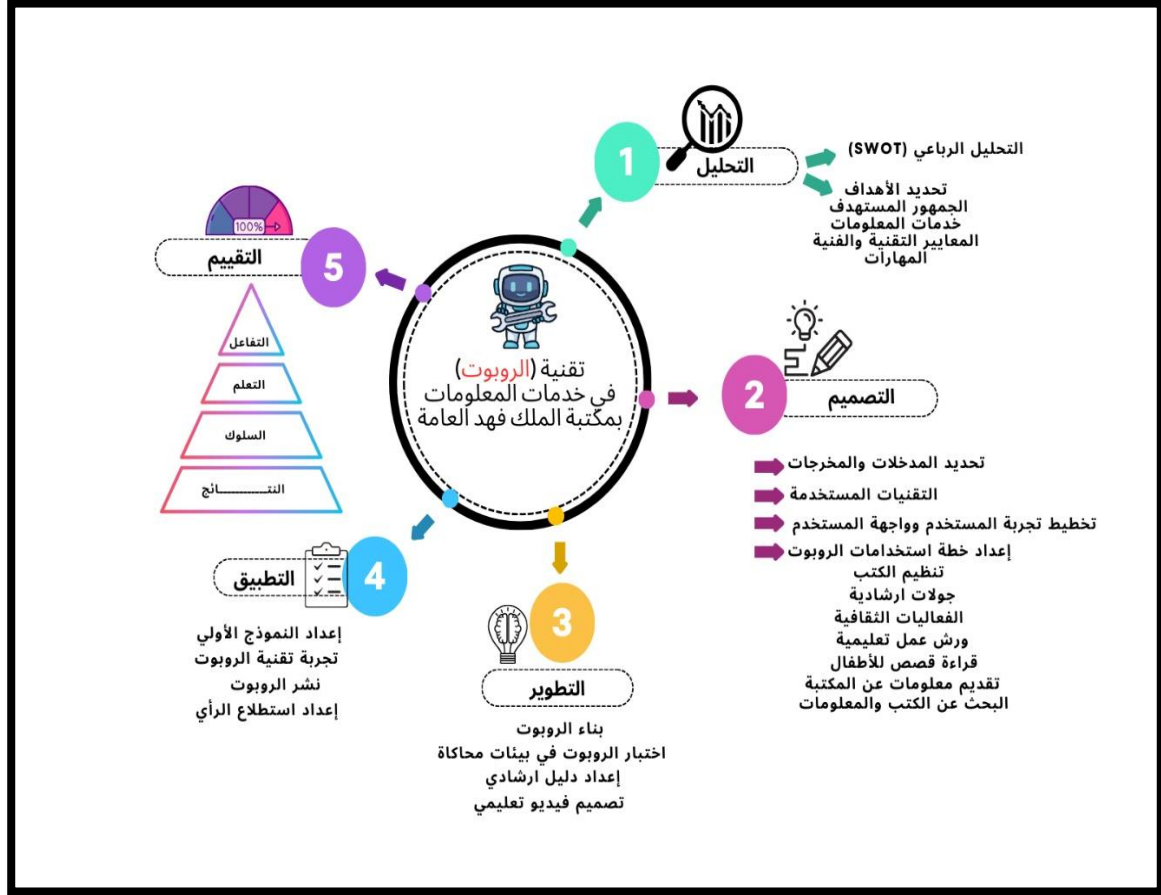 تقنية (الروبوت)
في خدمات المعلومات
بمكتبة الملك فهد العامة
1
التحليل
التحليل الرباعي (SWOT)
تحديد الأهداف
الجمهور المستهدف
خدمات المعلومات
المعايير التقنية والفنية
المهارات
2
التصميم
تحديد المدخلات والمخرجات
التقنيات المستخدمة
تخطيط تجربة المستخدم وواجهة المستخدم
إعداد خطة استخدامات الروبوت
تنظيم الكتب
جولات ارشادية
الفعاليات الثقافية
ورش عمل تعليمية
قراءة قصص للأطفال
تقديم معلومات عن المكتبة
البحث عن الكتب والمعلومات
3
التطوير
بناء الروبوت
اختبار الروبوت في بيئات محاكاة
إعداد دليل ارشادي
تصميم فيديو تعليمي
4
التطبيق
إعداد النموذج الأولي
تجربة تقنية الروبوت
نشر الروبوت
إعداد استطلاع الرأي
5
100%
التقييم
التفاعل
التعلم
السلوك
النتـــــــــائج